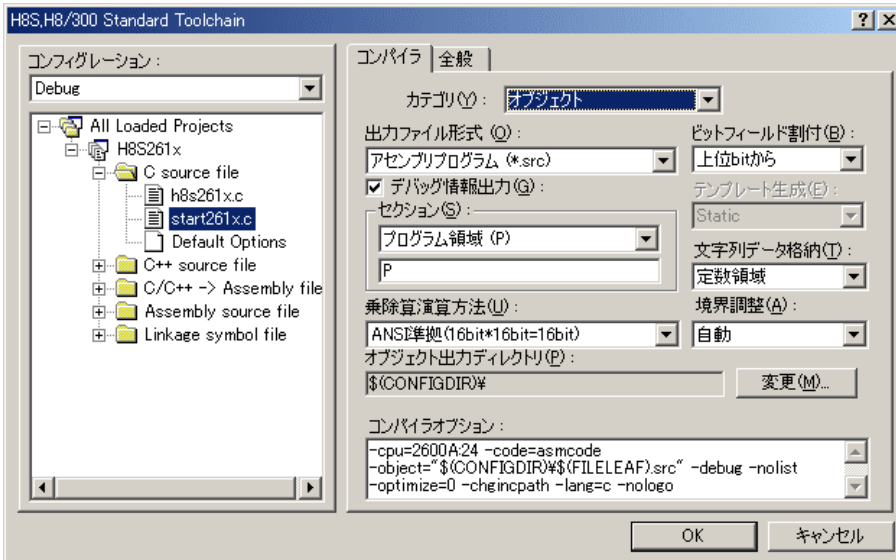 H8S,H8/300 Standard Toolchain
コンフィグレーション :
Debug
All Loaded Projects
H8S261x
C source file
h8s261x.c
start261x.c
Default Options
C++ source file
C/C++ -> Assembly file
Assembly source file
Linkage symbol file
コンパイラ
全般
カテゴリ(Y) :
オブジェクト
出力ファイル形式 (O) :
アセンブリプログラム (*.src)
デバッグ情報出力(G) :
セクション(S) :
プログラム領域 (P)
P
乗除算演算方法(U) :
ANSI準拠(16bit*16bit=16bit)
オブジェクト出力ディレクトリ(P) :
$(CONFIGDIR)¥
ビットフィールド割付(B) :
上位bitから
テンプレート生成(E) :
Static
文字列データ格納(T) :
定数領域
境界調整(A) :
自動
変更(M)...
コンパイラオプション :
-cpu=2600A:24 -code=asmcode
-object="$(CONFIGDIR)¥$(FILELEAF).src" -debug -nolist
-optimize=0 -chgincpath -lang=c -nologo
OK
キャンセル